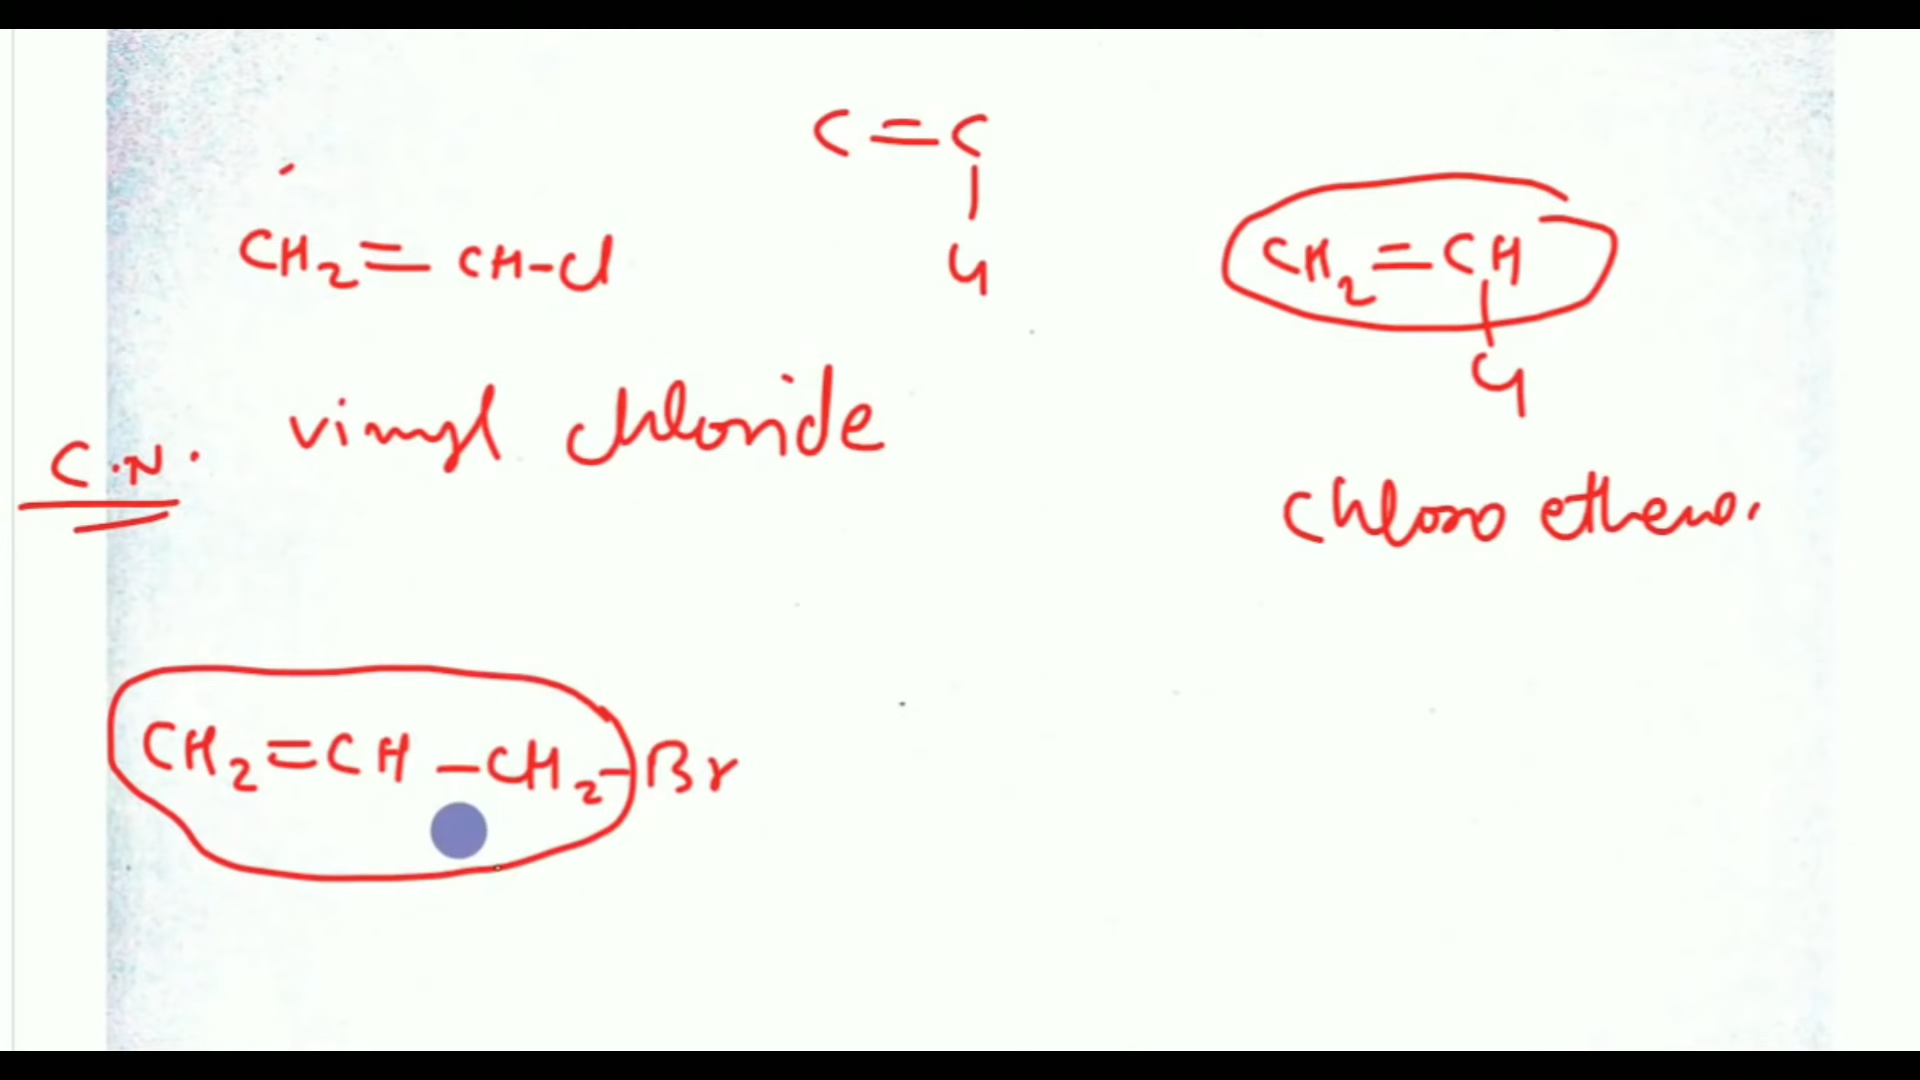 C=C
|
Cl
CH2=CH-Cl
CH2=CH
|
Cl
vinyl chloride
C.N.
chloro ethene.
CH2=CH-CH2-Br